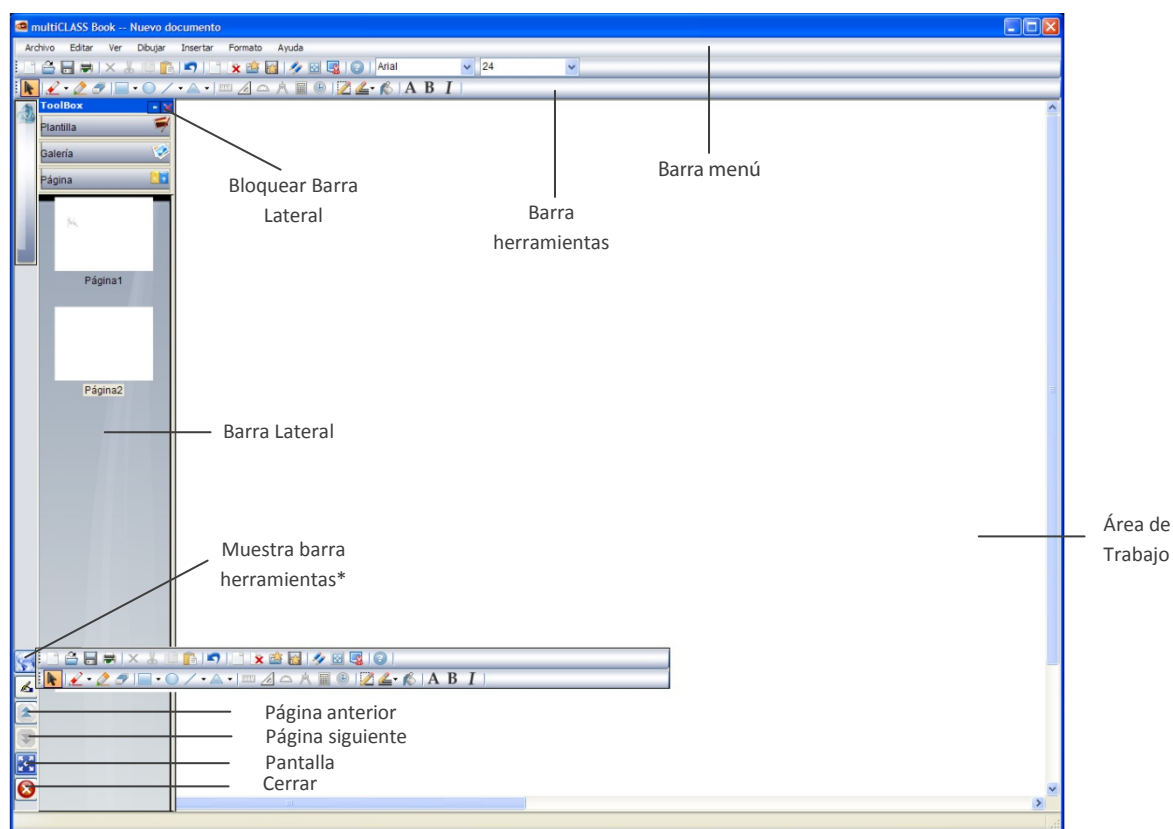 multiCLASS Book -- Nuevo documento
Archivo Editar Ver Dibujar Insertar Formato Ayuda
Arial 24
A B I
ToolBox
Plantilla
Galería
Página
Página1
Página2
Bloquear Barra
Lateral
Barra
herramientas
Barra menú
Barra Lateral
Muestra barra
herramientas*
Área de
Trabajo
A B I
Página anterior
Página siguiente
Pantalla
Cerrar